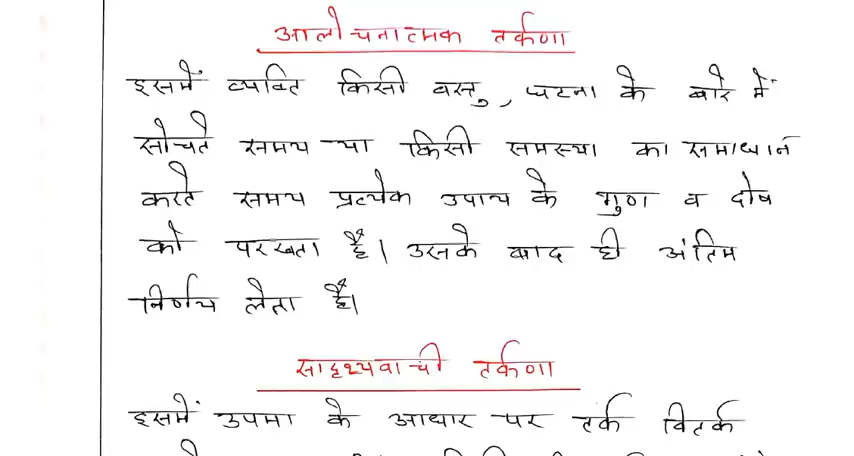 आलोचनात्मक तर्कणा
इसमें व्यक्ति किसी वस्तु, घटना के बारे में
सोचते समय या किसी समस्या का समाधान
करते समय प्रत्येक उपाय के गुण व दोष
को परखता है। उसके बाद ही अंतिम
निर्णय लेता है।
सादृश्यवाची तर्कणा
इसमें उपमा के आधार पर तर्क वितर्क